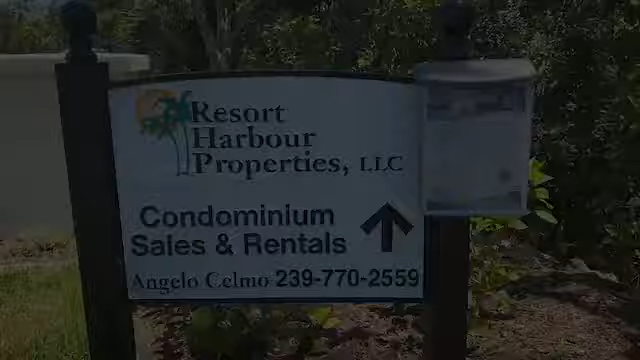 Resort
Harbour
Properties, LLC
Condominium
Sales & Rentals
Angelo Celmo 239-770-2559